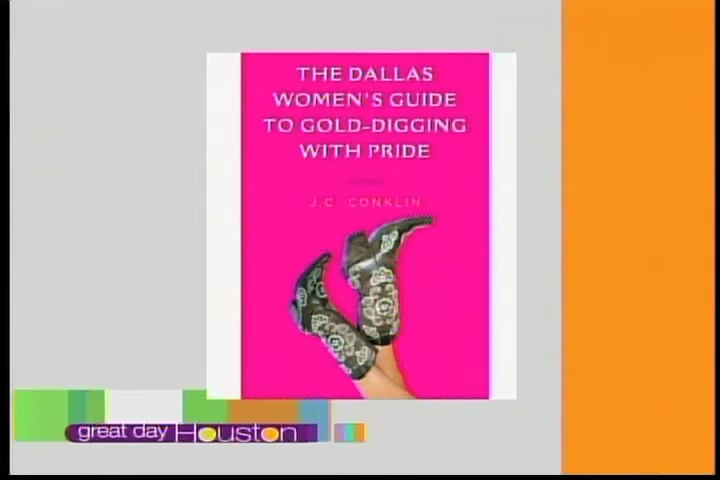 THE DALLAS
WOMEN'S GUIDE
TO GOLD-DIGGING
WITH PRIDE
J.C. CONKLIN
great day Houston